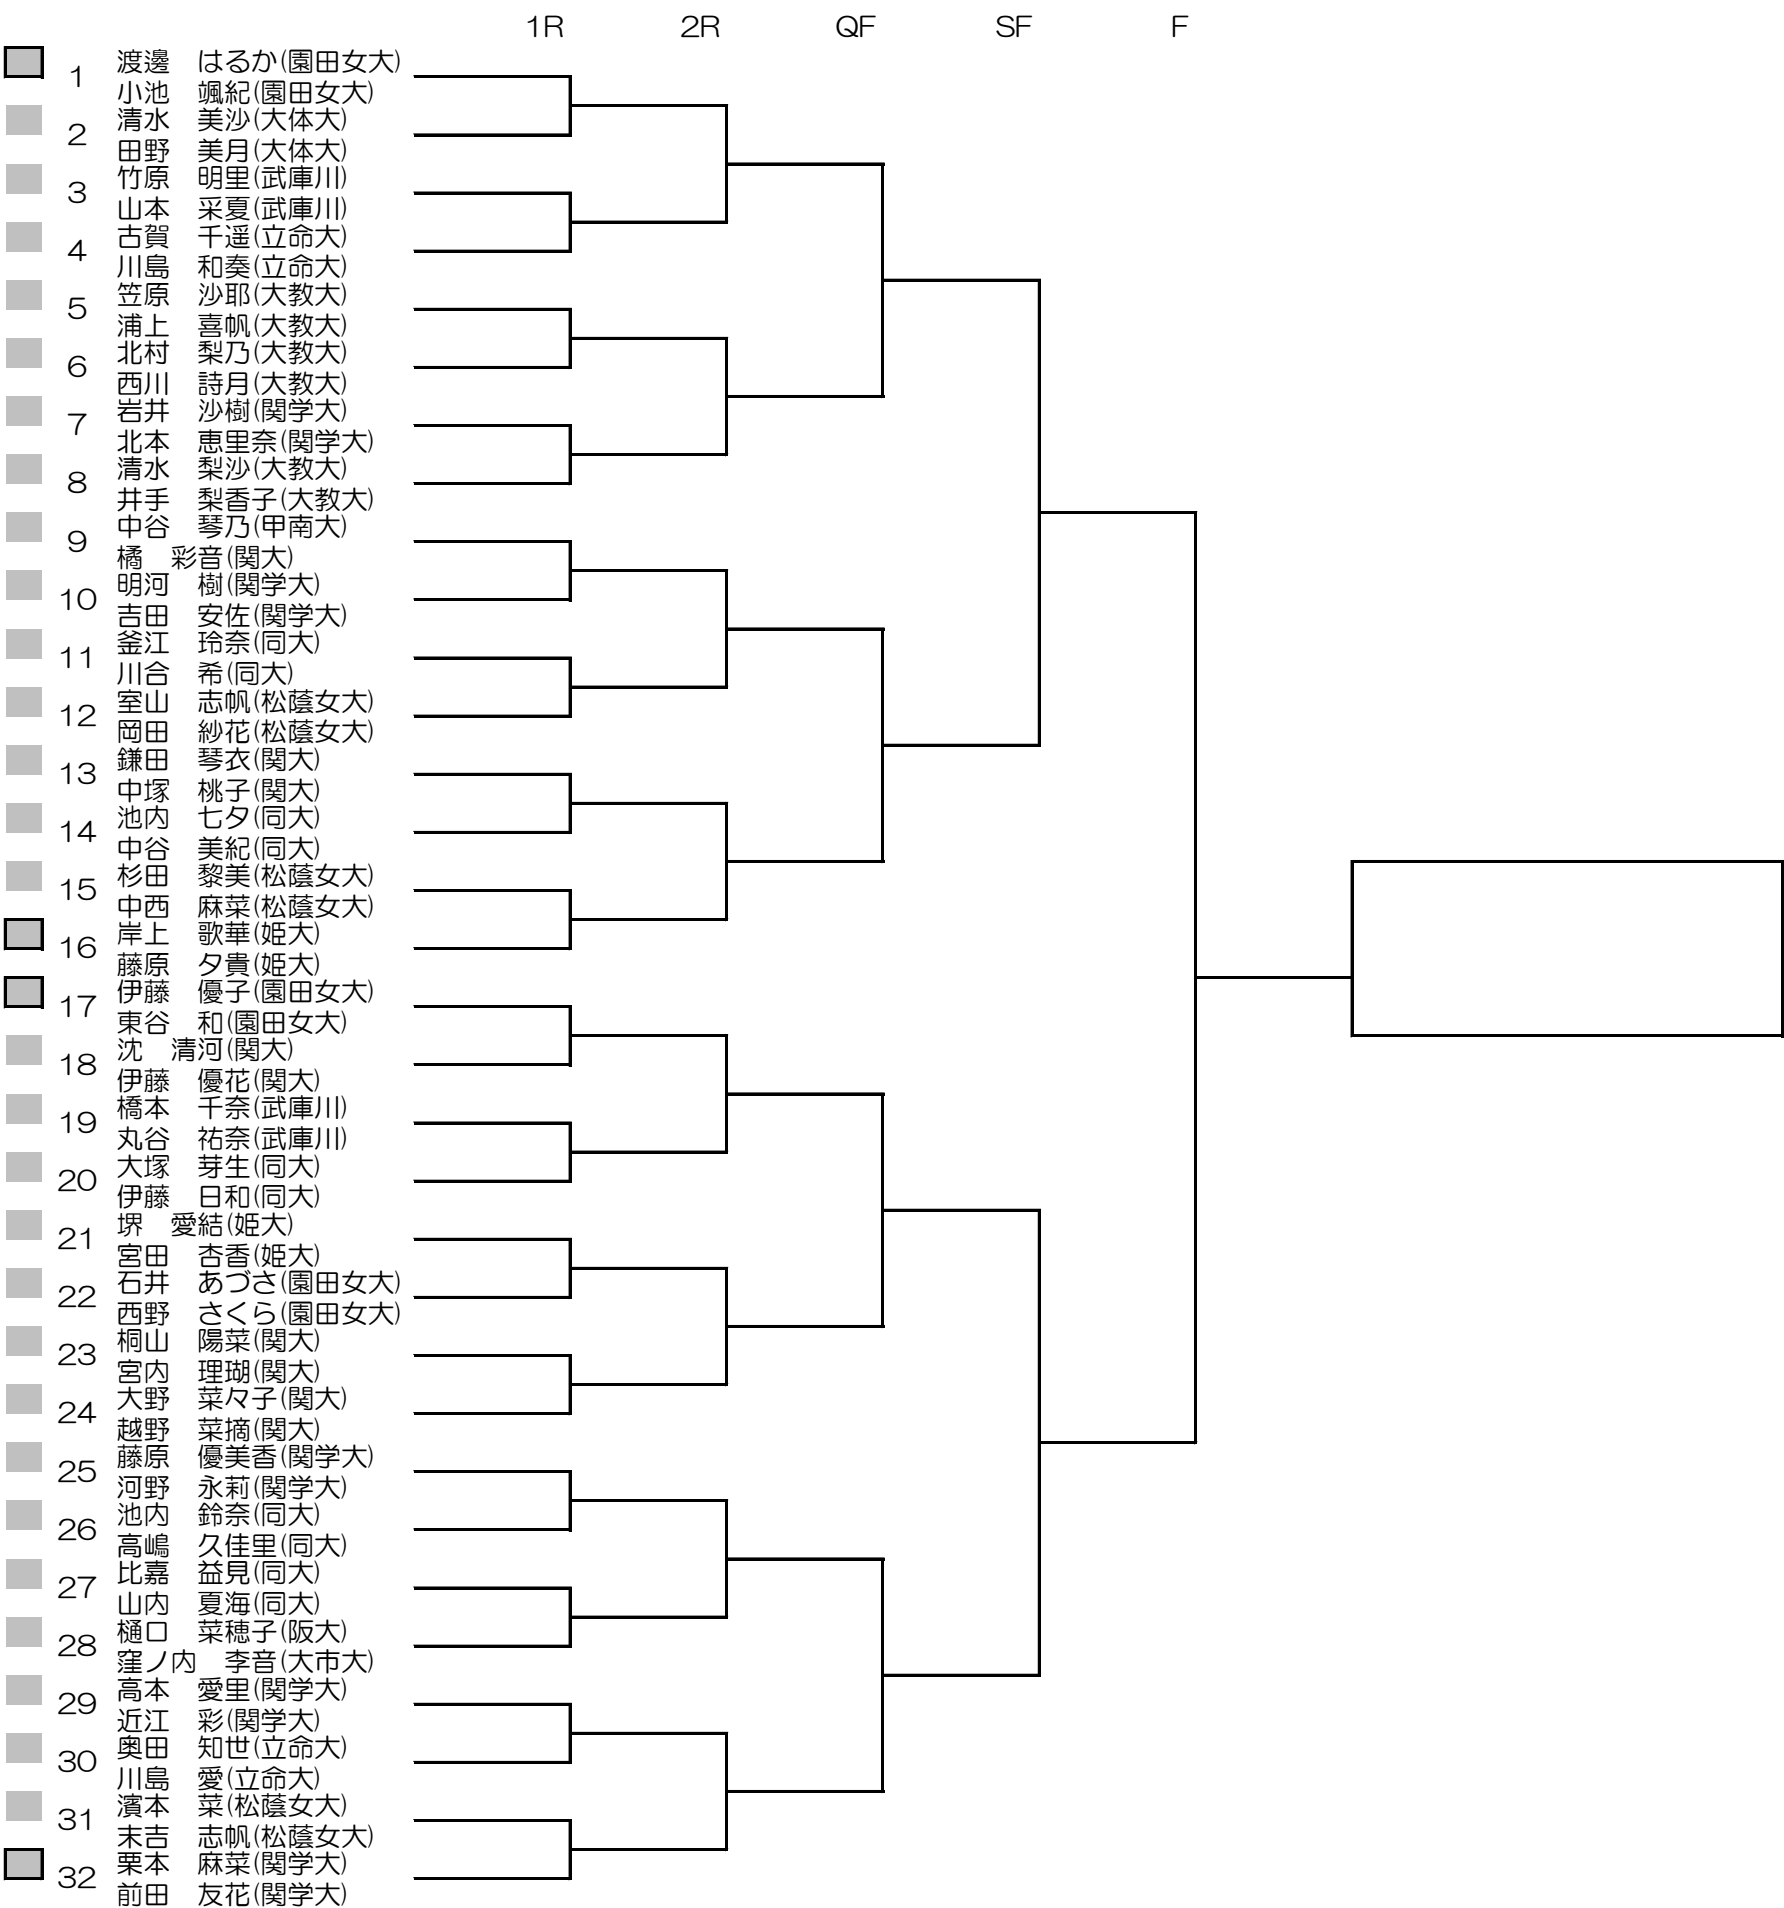 1R 2R QF SF F
渡邊　はるか(園田女大)
1
小池　颯紀(園田女大)
清水　美沙(大体大)
2
田野　美月(大体大)
竹原　明里(武庫川)
3
山本　采夏(武庫川)
古賀　千遥(立命大)
4
川島　和奏(立命大)
笠原　沙耶(大教大)
5
浦上　喜帆(大教大)
北村　梨乃(大教大)
6
西川　詩月(大教大)
岩井　沙樹(関学大)
7
北本　恵里奈(関学大)
清水　梨沙(大教大)
8
井手　梨香子(大教大)
中谷　琴乃(甲南大)
9
橘　彩音(関大)
明河　樹(関学大)
10
吉田　安佐(関学大)
釜江　玲奈(同大)
11
川合　希(同大)
室山　志帆(松蔭女大)
12
岡田　紗花(松蔭女大)
鎌田　琴衣(関大)
13
中塚　桃子(関大)
池内　七夕(同大)
14
中谷　美紀(同大)
杉田　黎美(松蔭女大)
15
中西　麻菜(松蔭女大)
岸上　歌華(姫大)
16
藤原　夕貴(姫大)
伊藤　優子(園田女大)
17
東谷　和(園田女大)
沈　清河(関大)
18
伊藤　優花(関大)
橋本　千奈(武庫川)
19
丸谷　祐奈(武庫川)
大塚　芽生(同大)
20
伊藤　日和(同大)
堺　愛結(姫大)
21
宮田　杏香(姫大)
石井　あづさ(園田女大)
22
西野　さくら(園田女大)
桐山　陽菜(関大)
23
宮内　理瑚(関大)
大野　菜々子(関大)
24
越野　菜摘(関大)
藤原　優美香(関学大)
25
河野　永莉(関学大)
池内　鈴奈(同大)
26
高嶋　久佳里(同大)
比嘉　益見(同大)
27
山内　夏海(同大)
樋口　菜穂子(阪大)
28
窪ノ内　李音(大市大)
高本　愛里(関学大)
29
近江　彩(関学大)
奥田　知世(立命大)
30
川島　愛(立命大)
濱本　菜(松蔭女大)
31
末吉　志帆(松蔭女大)
栗本　麻菜(関学大)
32
前田　友花(関学大)